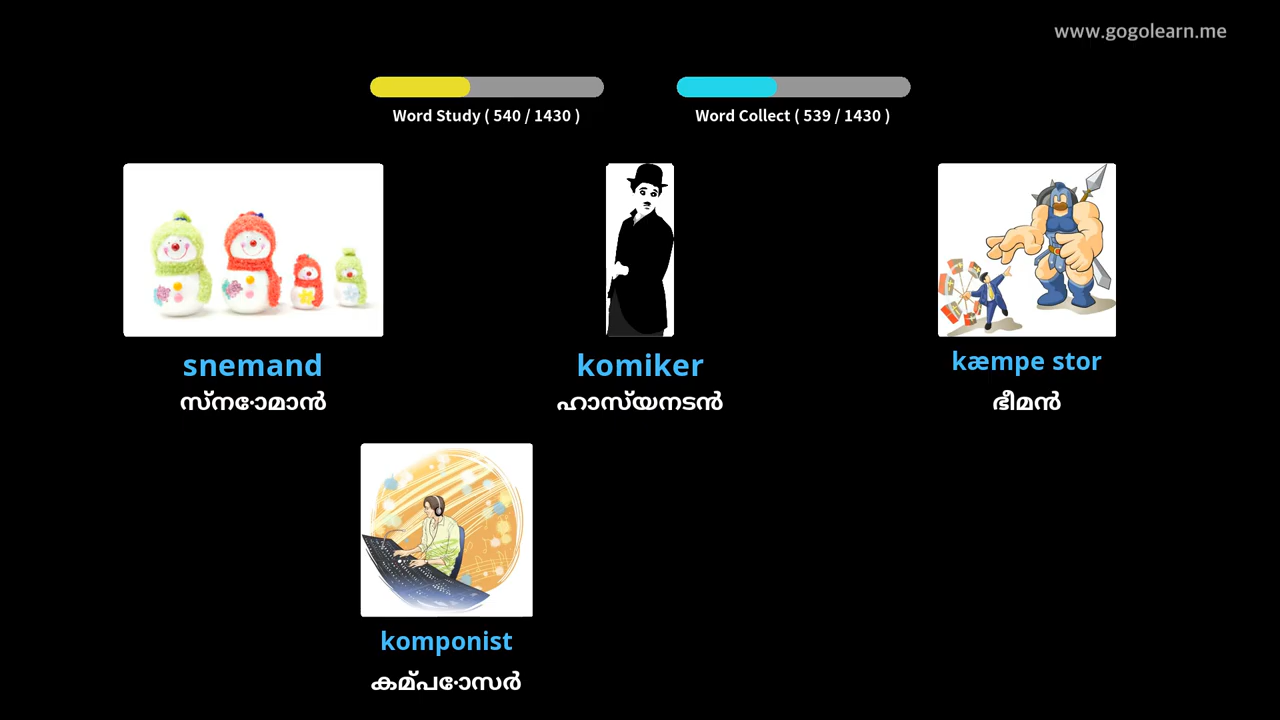 www.gogolearn.me
Word Study ( 540 / 1430 )
Word Collect ( 539 / 1430 )
snemand
komiker
kæmpe stor
സ്നോമാൻ
ഹാസ്യനടൻ
ഭീമൻ
komponist
കമ്പോസർ